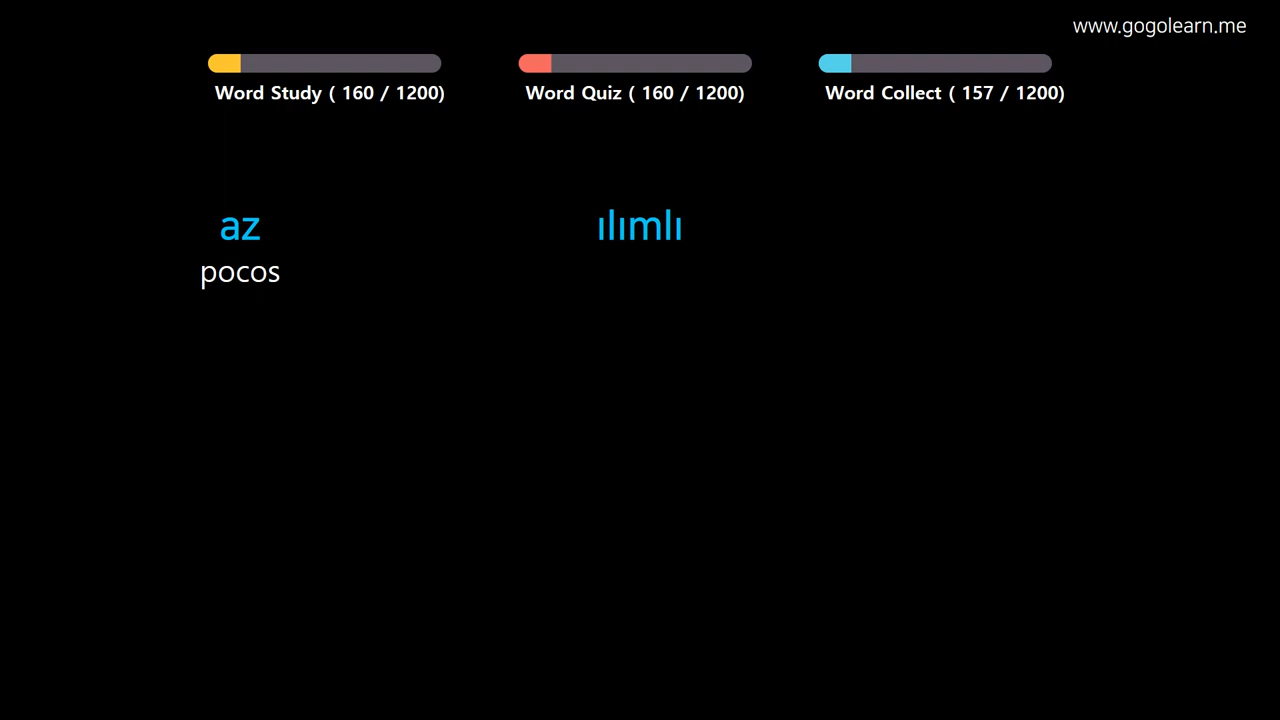 www.gogolearn.me
Word Study ( 160 / 1200)
Word Quiz ( 160 / 1200)
Word Collect ( 157 / 1200)
az
pocos
ılımlı